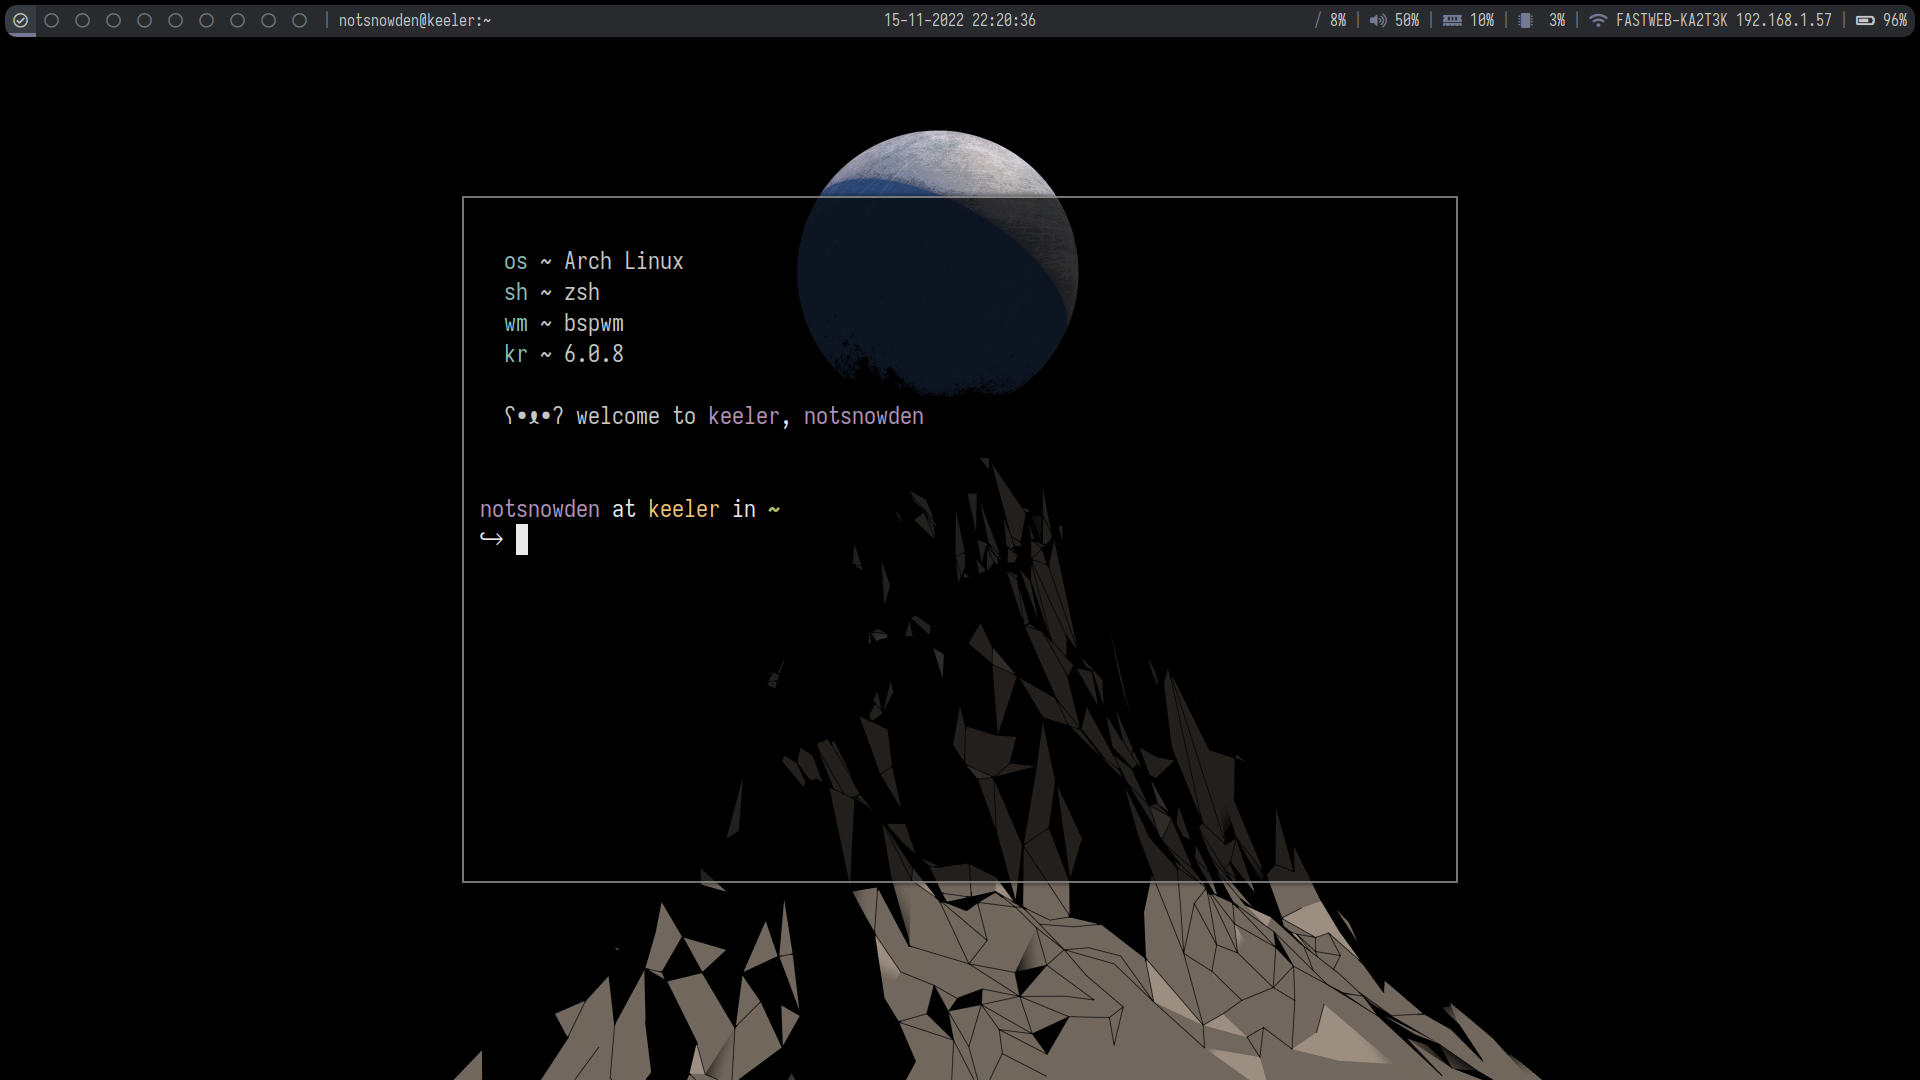 notsnowden@keeler:~
15-11-2022 22:20:36
/ 8% | 50% | 10% | 3% | FASTWEB-KA2T3K 192.168.1.57 | 96%
os ~ Arch Linux
sh ~ zsh
wm ~ bspwm
kr ~ 6.0.8
ʕ•ᴥ•ʔ welcome to keeler, notsnowden
notsnowden at keeler in ~
↪